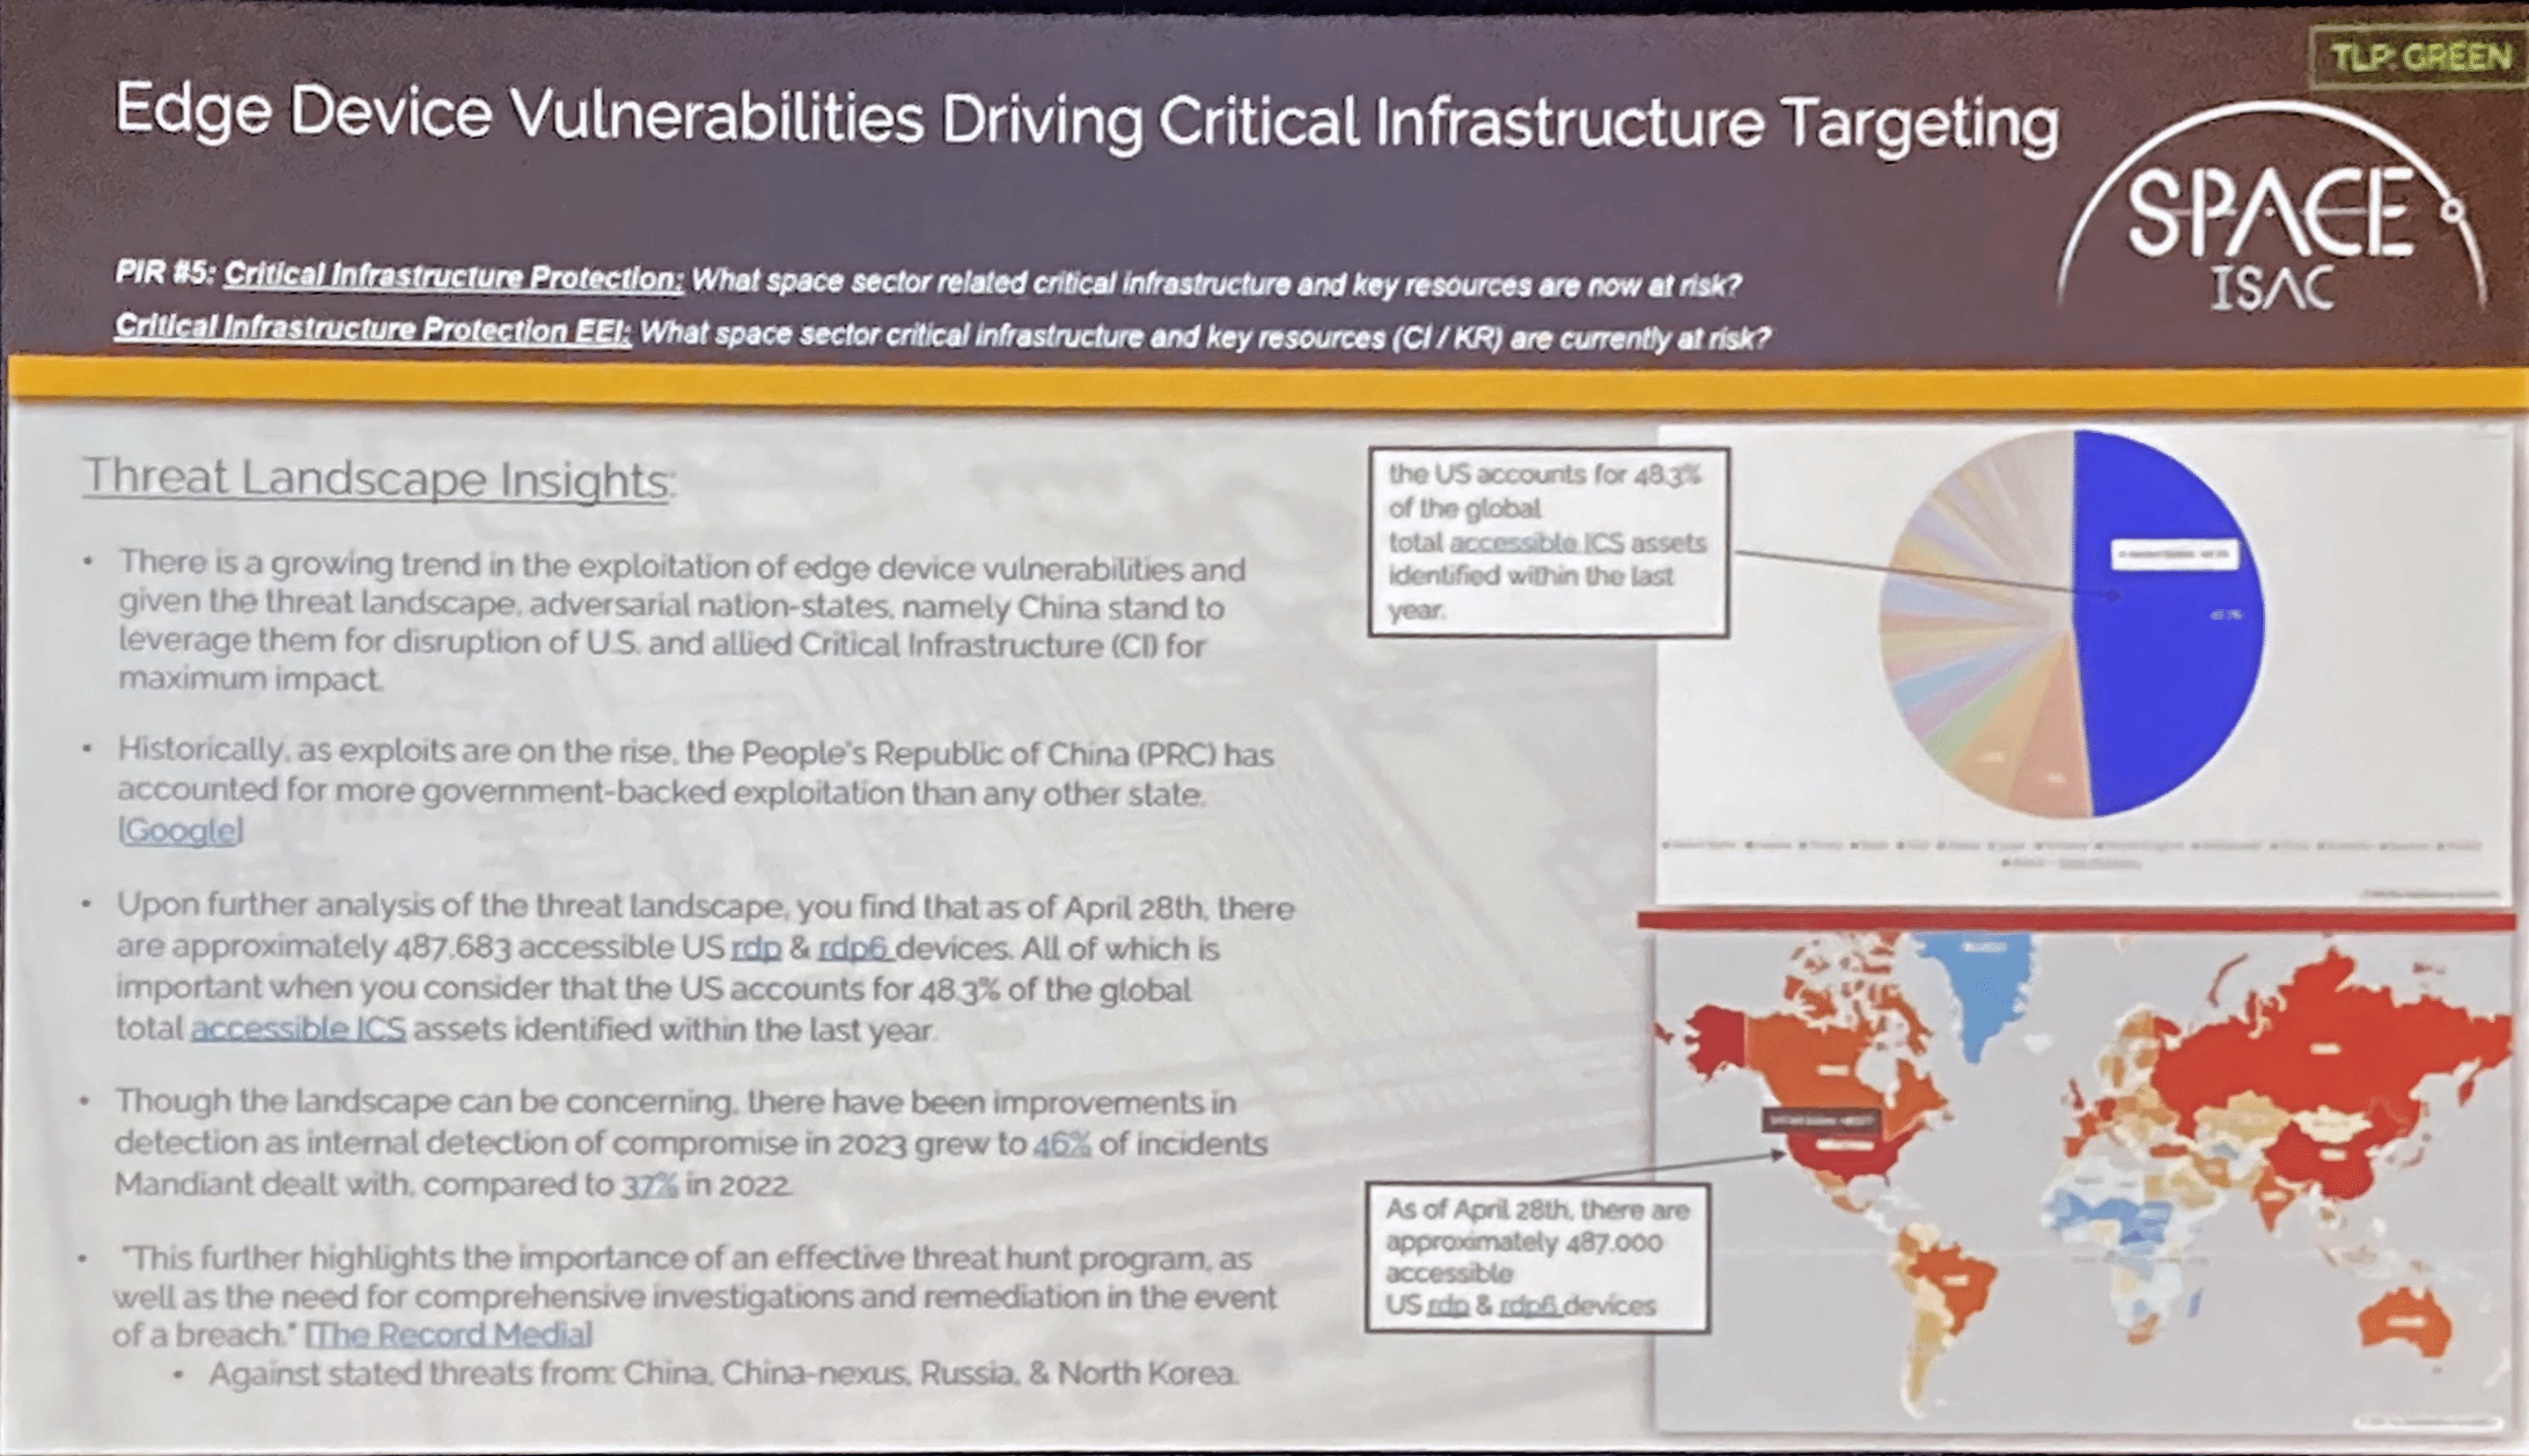 TLP: GREEN
Edge Device Vulnerabilities Driving Critical Infrastructure Targeting
SPACE
ISAC
PIR #5: Critical Infrastructure Protection: What space sector related critical infrastructure and key resources are now at risk?
Critical Infrastructure Protection EEI: What space sector critical infrastructure and key resources (CI / KR) are currently at risk?
Threat Landscape Insights:
• There is a growing trend in the exploitation of edge device vulnerabilities and
given the threat landscape, adversarial nation-states, namely China stand to
leverage them for disruption of U.S. and allied Critical Infrastructure (CI) for
maximum impact.
• Historically, as exploits are on the rise, the People's Republic of China (PRC) has
accounted for more government-backed exploitation than any other state.
[Google]
• Upon further analysis of the threat landscape, you find that as of April 28th, there
are approximately 487,683 accessible US rdp & rdp6 devices. All of which is
important when you consider that the US accounts for 48.3% of the global
total accessible ICS assets identified within the last year.
• Though the landscape can be concerning, there have been improvements in
detection as internal detection of compromise in 2023 grew to 46% of incidents
Mandiant dealt with, compared to 37% in 2022.
• "This further highlights the importance of an effective threat hunt program, as
well as the need for comprehensive investigations and remediation in the event
of a breach." [The Record Media]
• Against stated threats from: China, China-nexus, Russia, & North Korea.
the US accounts for 48.3%
of the global
total accessible ICS assets
identified within the last
year.
As of April 28th, there are
approximately 487,000
accessible
US rdp & rdp6 devices